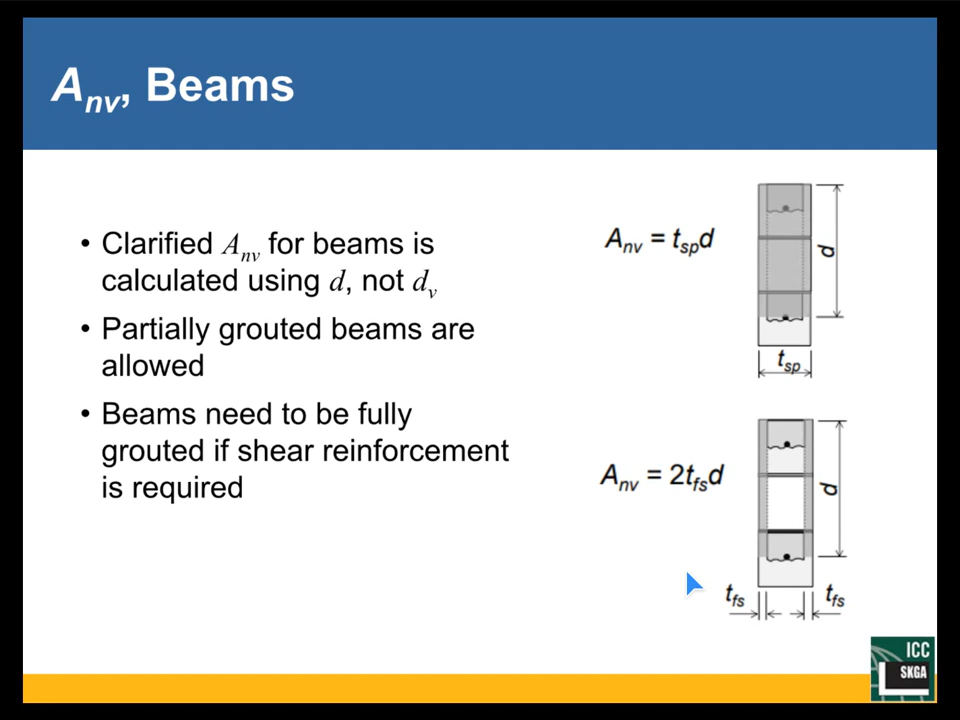 Anv, Beams
• Clarified Anv for beams is
calculated using d, not dv
• Partially grouted beams are
allowed
• Beams need to be fully
grouted if shear reinforcement
is required
Anv = tspd
d
tsp
Anv = 2tfsd
d
tfs
tfs
ICC
SKGA